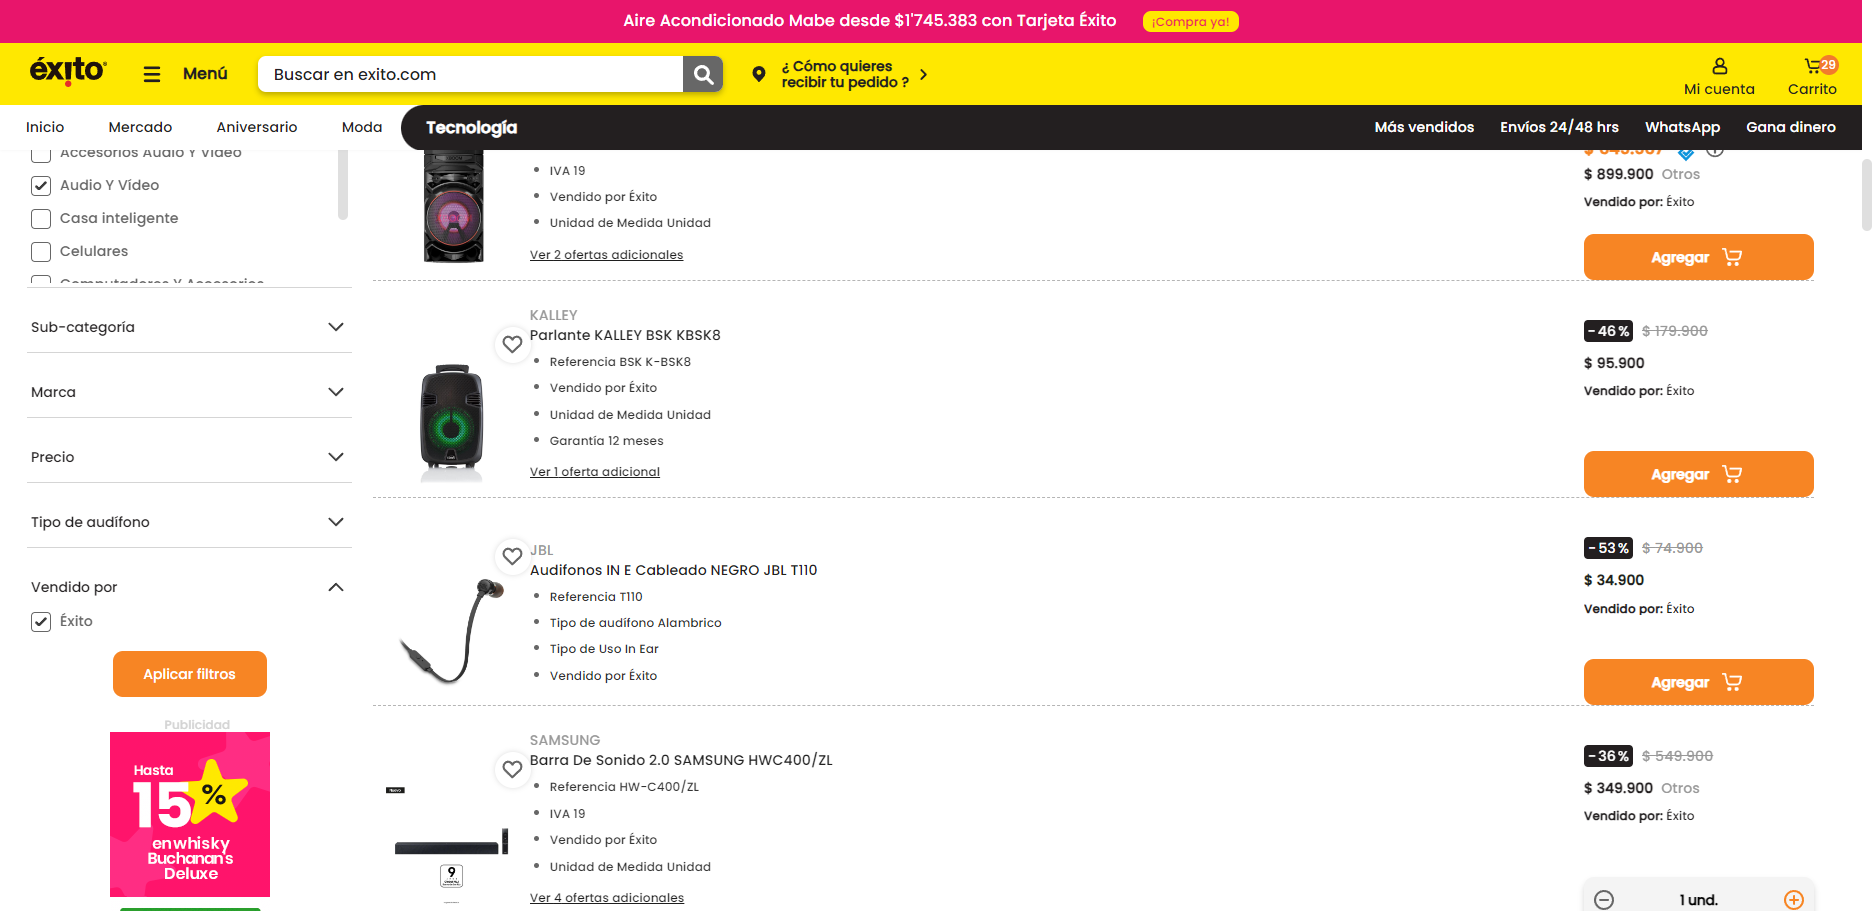 Aire Acondicionado Mabe desde $1'745.383 con Tarjeta Éxito
¡Compra ya!
éxito
Menú
Buscar en exito.com
¿ Cómo quieres
recibir tu pedido ?
Mi cuenta
29
Carrito
Inicio
Mercado
Aniversario
Moda
Tecnología
Más vendidos
Envíos 24/48 hrs
WhatsApp
Gana dinero
Accesorios Audio Y Video
Audio Y Vídeo
Casa inteligente
Celulares
Computadores Y Accesorios
Sub-categoría
Marca
Precio
Tipo de audífono
Vendido por
Éxito
Aplicar filtros
Publicidad
Hasta
15%
en whisky
Buchanan's
Deluxe
IVA 19
Vendido por Éxito
Unidad de Medida Unidad
Ver 2 ofertas adicionales
$ 899.900 Otros
Vendido por: Éxito
Agregar
KALLEY
Parlante KALLEY BSK KBSK8
Referencia BSK K-BSK8
Vendido por Éxito
Unidad de Medida Unidad
Garantía 12 meses
Ver 1 oferta adicional
-46% $ 179.900
$ 95.900
Vendido por: Éxito
Agregar
JBL
Audifonos IN E Cableado NEGRO JBL T110
Referencia T110
Tipo de audífono Alambrico
Tipo de Uso In Ear
Vendido por Éxito
-53% $ 74.900
$ 34.900
Vendido por: Éxito
Agregar
SAMSUNG
Barra De Sonido 2.0 SAMSUNG HWC400/ZL
Referencia HW-C400/ZL
IVA 19
Vendido por Éxito
Unidad de Medida Unidad
Ver 4 ofertas adicionales
9
-36% $ 549.900
$ 349.900 Otros
Vendido por: Éxito
1 und.